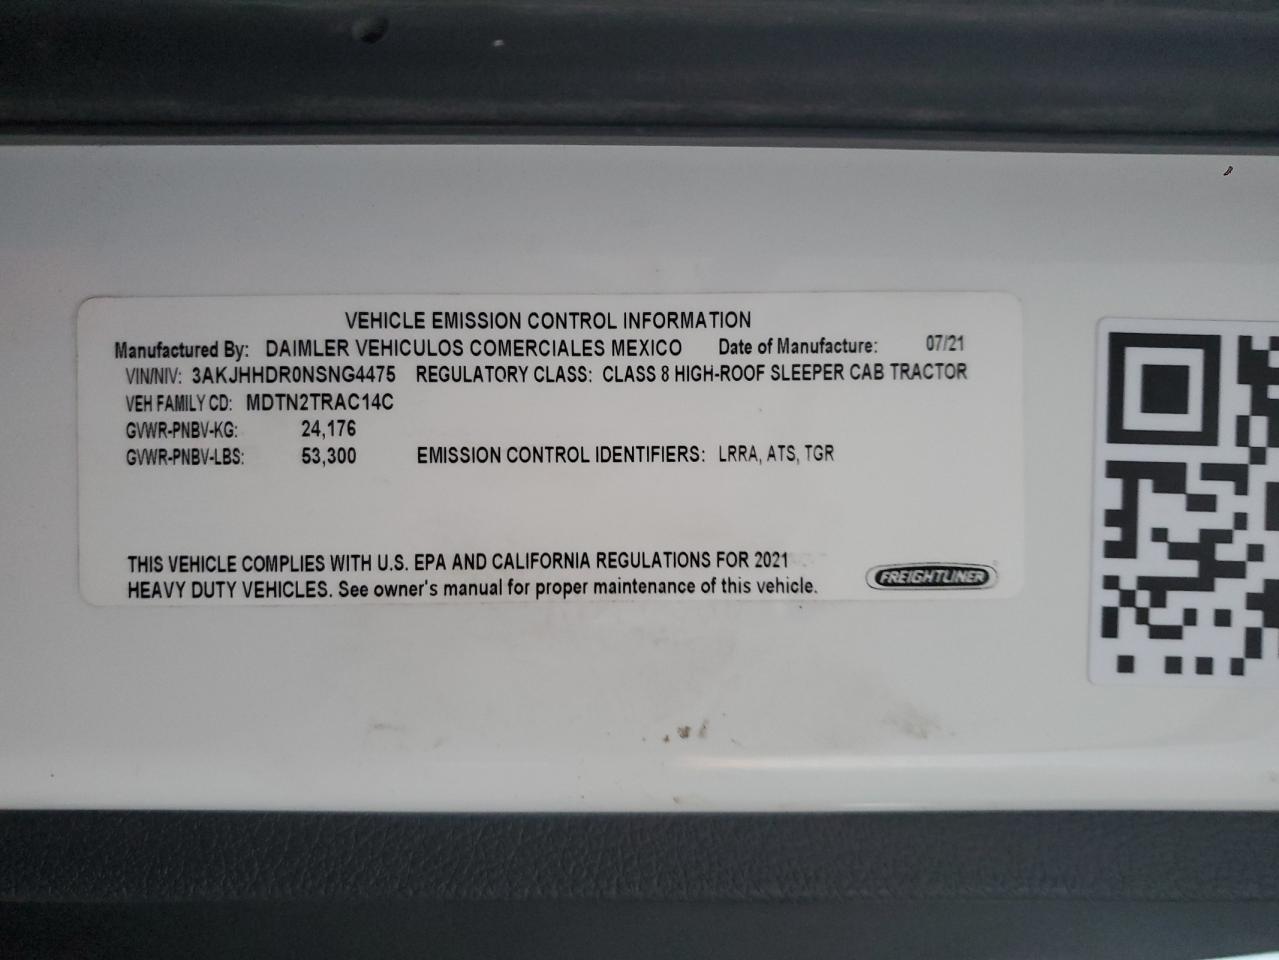 VEHICLE EMISSION CONTROL INFORMATION
Manufactured By: DAIMLER VEHICULOS COMERCIALES MEXICO Date of Manufacture: 07/21
VIN/NIV: 3AKJHHDR0NSNG4475 REGULATORY CLASS: CLASS 8 HIGH-ROOF SLEEPER CAB TRACTOR
VEH FAMILY CD: MDTN2TRAC14C
GVWR-PNBV-KG: 24,176
GVWR-PNBV-LBS: 53,300 EMISSION CONTROL IDENTIFIERS: LRRA, ATS, TGR
THIS VEHICLE COMPLIES WITH U.S. EPA AND CALIFORNIA REGULATIONS FOR 2021
HEAVY DUTY VEHICLES. See owner's manual for proper maintenance of this vehicle.
FREIGHTLINER